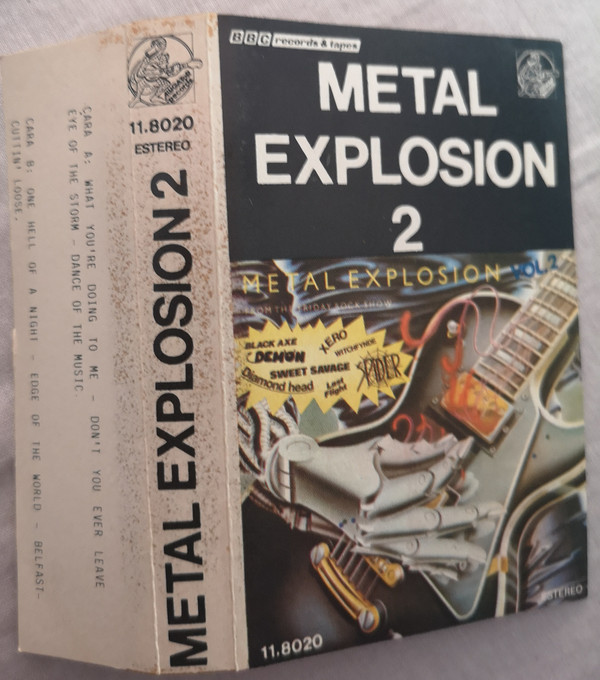 CARA A: WHAT YOU'RE DOING TO ME - DON'T YOU EVER LEAVE
EYE OF THE STORM - DANCE OF THE MUSIC
CARA B: ONE HELL OF A NIGHT - EDGE OF THE WORLD - BELFAST-
CUTTIN' LOOSE.
11.8020
ESTEREO
METAL EXPLOSION 2
BBC records & tapes
METAL
EXPLOSION
2
METAL EXPLOSION VOL. 2
FROM THE FRIDAY ROCK SHOW
BLACK AXE
XERO
DEMON
WITCHFYNDE
SWEET SAVAGE
SPIDER
Diamond head
Last
Flight
11.8020
ESTEREO